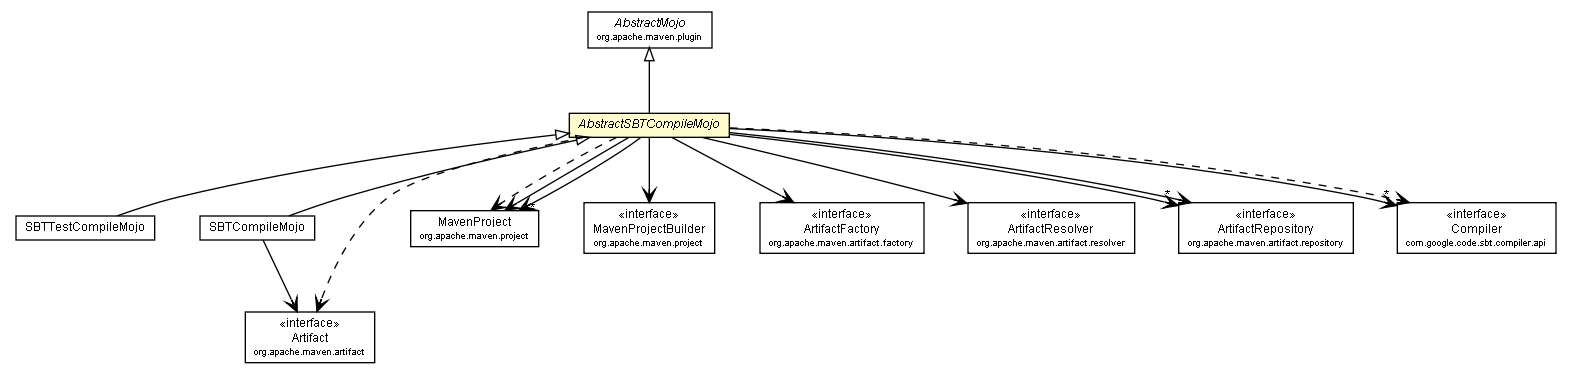 AbstractMojo
org.apache.maven.plugin
AbstractSBTCompileMojo
SBTTestCompileMojo
SBTCompileMojo
MavenProject
org.apache.maven.project
*
«interface»
MavenProjectBuilder
org.apache.maven.project
«interface»
ArtifactFactory
org.apache.maven.artifact.factory
«interface»
ArtifactResolver
org.apache.maven.artifact.resolver
*
«interface»
ArtifactRepository
org.apache.maven.artifact.repository
*
«interface»
Compiler
com.google.code.sbt.compiler.api
«interface»
Artifact
org.apache.maven.artifact